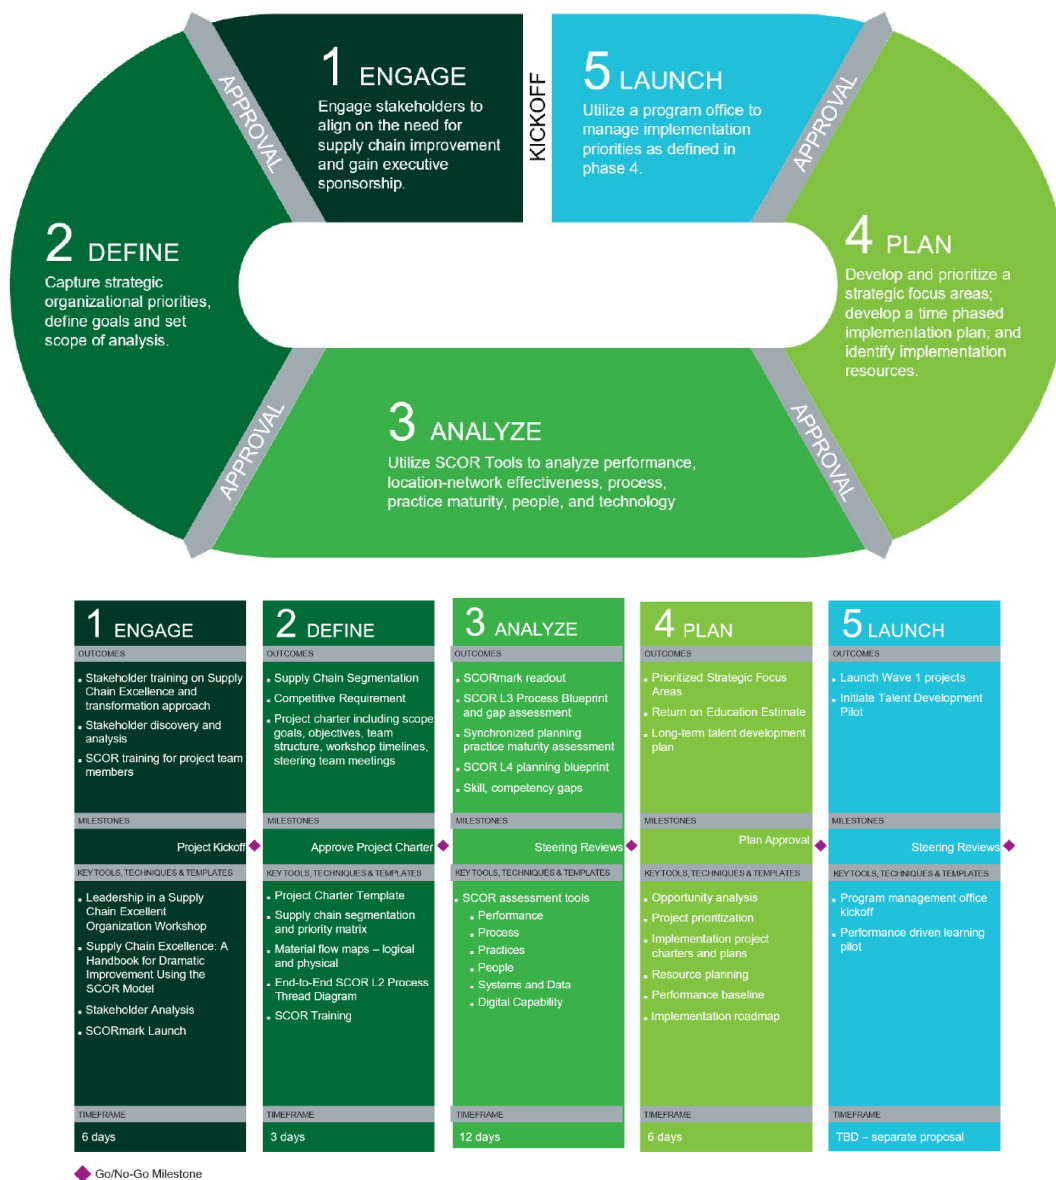 1 ENGAGE
Engage stakeholders to
align on the need for
supply chain improvement
and gain executive
sponsorship.
KICKOFF
5 LAUNCH
Utilize a program office to
manage implementation
priorities as defined in
phase 4.
APPROVAL
APPROVAL
2 DEFINE
Capture strategic
organizational priorities,
define goals and set
scope of analysis.
4 PLAN
Develop and prioritize a
strategic focus areas;
develop a time phased
implementation plan; and
identify implementation
resources.
APPROVAL
APPROVAL
3 ANALYZE
Utilize SCOR Tools to analyze performance,
location-network effectiveness, process,
practice maturity, people, and technology
1 ENGAGE
OUTCOMES
▪ Stakeholder training on Supply
Chain Excellence and
transformation approach
▪ Stakeholder discovery and
analysis
▪ SCOR training for project team
members
MILESTONES
Project Kickoff
KEY TOOLS, TECHNIQUES & TEMPLATES
▪ Leadership in a Supply
Chain Excellent
Organization Workshop
▪ Supply Chain Excellence: A
Handbook for Dramatic
Improvement Using the
SCOR Model
▪ Stakeholder Analysis
▪ SCORmark Launch
TIMEFRAME
6 days
2 DEFINE
OUTCOMES
▪ Supply Chain Segmentation
▪ Competitive Requirement
▪ Project charter including scope
goals, objectives, team
structure, workshop timelines,
steering team meetings
MILESTONES
Approve Project Charter
KEY TOOLS, TECHNIQUES & TEMPLATES
▪ Project Charter Template
▪ Supply chain segmentation
and priority matrix
▪ Material flow maps – logical
and physical
▪ End-to-End SCOR L2 Process
Thread Diagram
▪ SCOR Training
TIMEFRAME
3 days
3 ANALYZE
OUTCOMES
▪ SCORmark readout
▪ SCOR L3 Process Blueprint
and gap assessment
▪ Synchronized planning
practice maturity assessment
▪ SCOR L4 planning blueprint
▪ Skill, competency gaps
MILESTONES
Steering Reviews
KEY TOOLS, TECHNIQUES & TEMPLATES
▪ SCOR assessment tools
▪ Performance
▪ Process
▪ Practices
▪ People
▪ Systems and Data
▪ Digital Capability
TIMEFRAME
12 days
4 PLAN
OUTCOMES
▪ Prioritized Strategic Focus
Areas
▪ Return on Education Estimate
▪ Long-term talent development
plan
MILESTONES
Plan Approval
KEY TOOLS, TECHNIQUES & TEMPLATES
▪ Opportunity analysis
▪ Project prioritization
▪ Implementation project
charters and plans
▪ Resource planning
▪ Performance baseline
▪ Implementation roadmap
TIMEFRAME
6 days
5 LAUNCH
OUTCOMES
▪ Launch Wave 1 projects
▪ Initiate Talent Development
Pilot
MILESTONES
Steering Reviews
KEY TOOLS, TECHNIQUES & TEMPLATES
▪ Program management office
kickoff
▪ Performance driven learning
pilot
TIMEFRAME
TBD – separate proposal
Go/No-Go Milestone